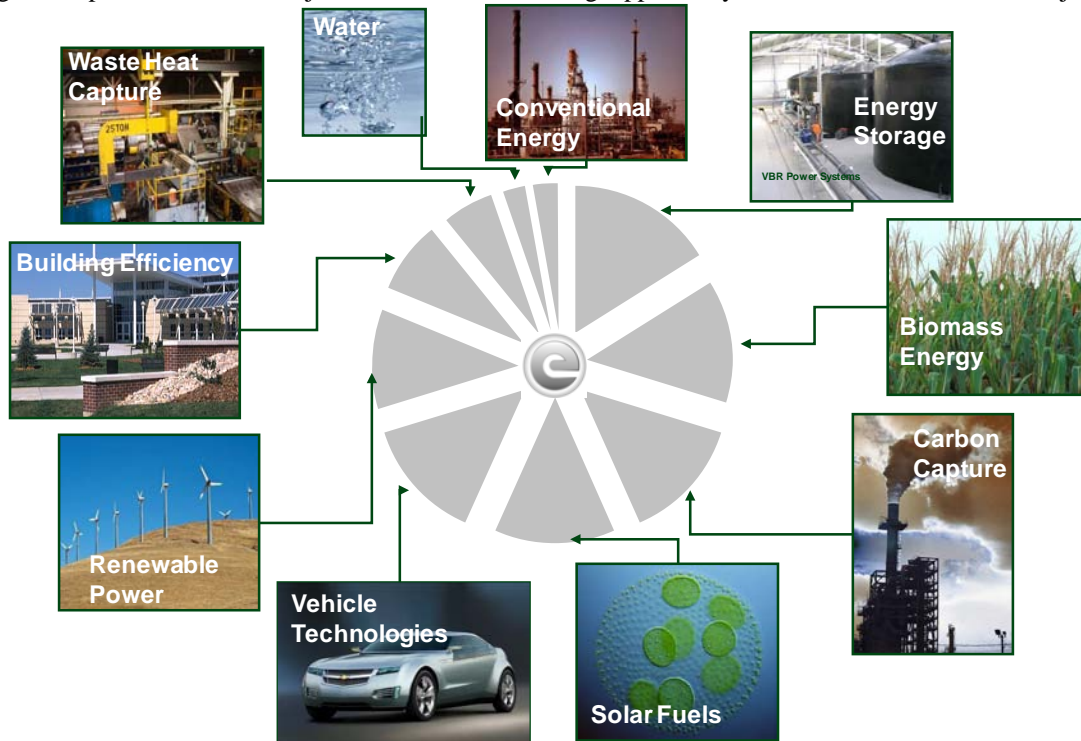 Water
Waste Heat
Capture
25TON
Conventional
Energy
Energy
Storage
VBR Power Systems
Building Efficiency
Biomass
Energy
Carbon
Capture
Renewable
Power
Vehicle
Technologies
Solar Fuels
e